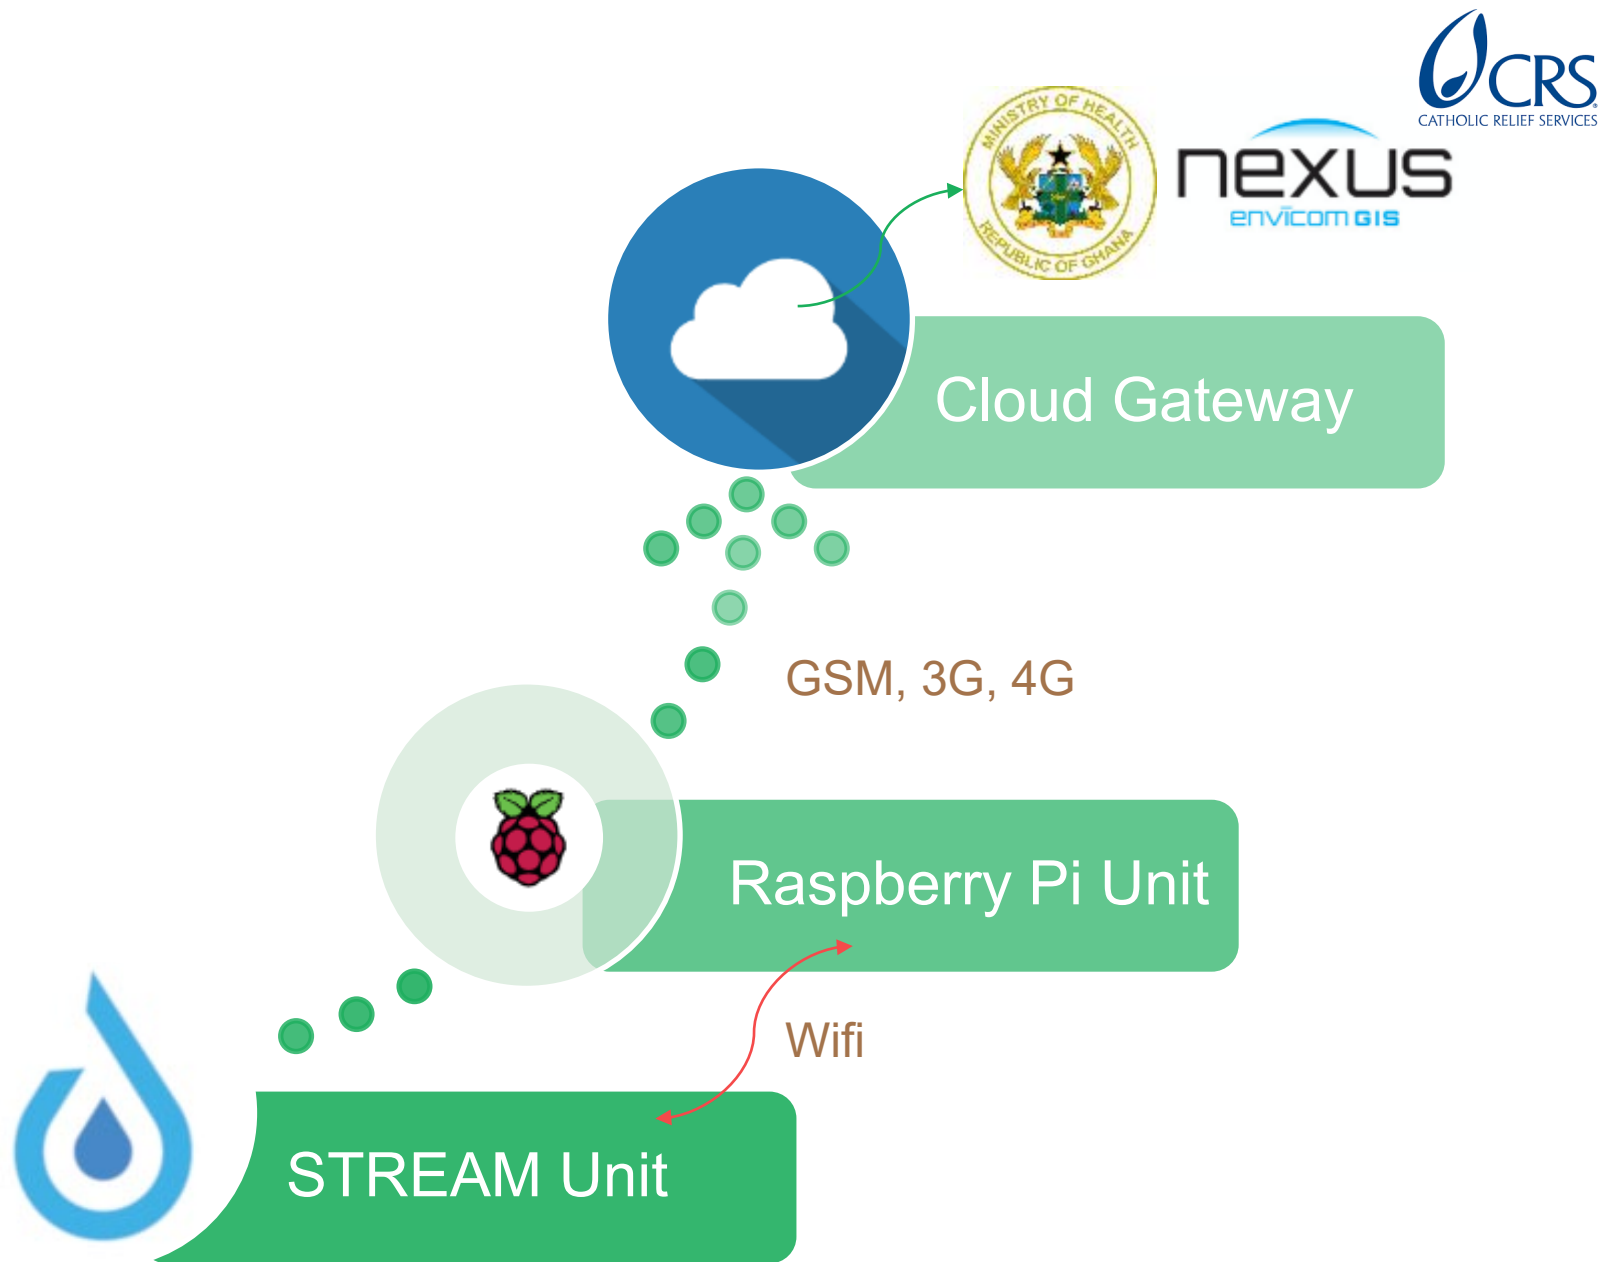 CRS
CATHOLIC RELIEF SERVICES
MINISTRY OF HEALTH
REPUBLIC OF GHANA
nexus
envicom GIS
Cloud Gateway
GSM, 3G, 4G
Raspberry Pi Unit
Wifi
STREAM Unit